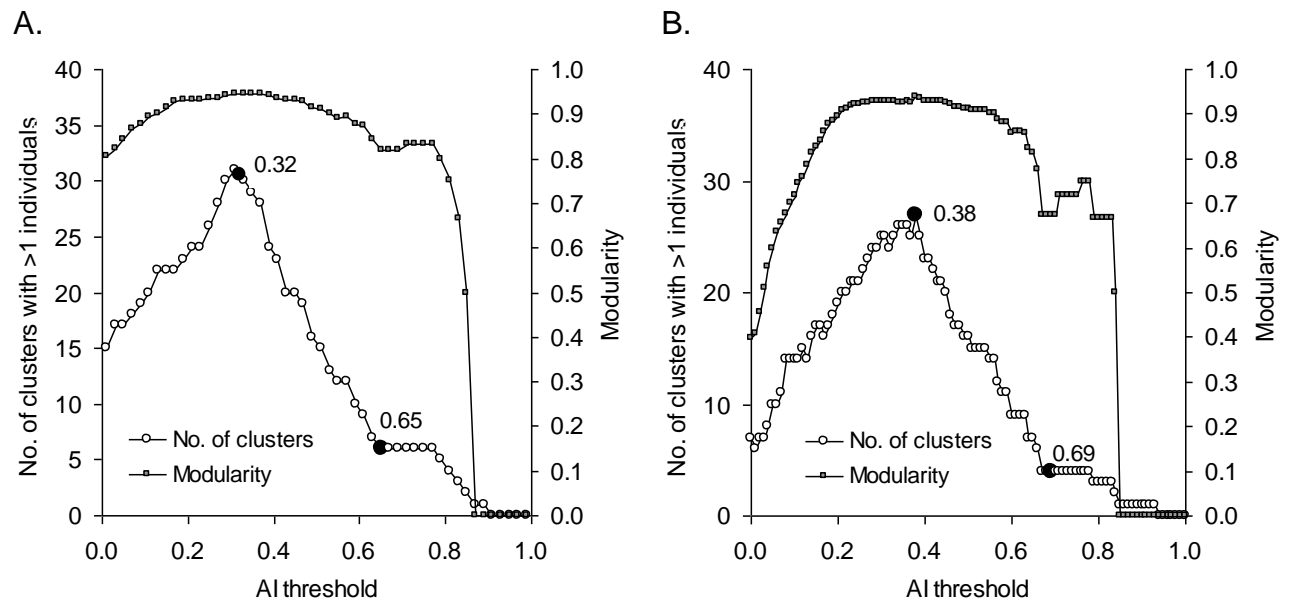 A.
No. of clusters with >1 individuals
40
35
30
25
20
15
10
5
0
1.0
0.9
0.8
0.7
0.6
0.5
0.4
0.3
0.2
0.1
0.0
Modularity
0.32
0.65
No. of clusters
Modularity
0.0 0.2 0.4 0.6 0.8 1.0
AI threshold
B.
No. of clusters with >1 individuals
40
30
20
10
0
1.0
0.9
0.8
0.7
0.6
0.5
0.4
0.3
0.2
0.1
0.0
Modularity
0.38
0.69
No. of clusters
Modularity
0.0 0.2 0.4 0.6 0.8 1.0
AI threshold